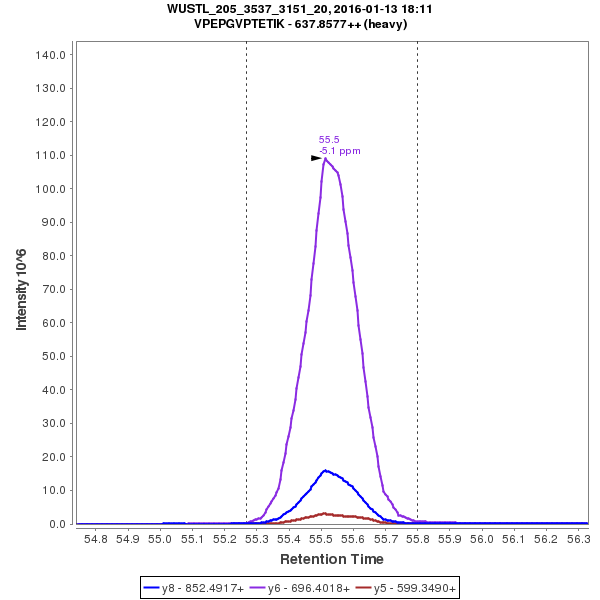 WUSTL_205_3537_3151_20, 2016-01-13 18:11
VPEPGVPTETIK - 637.8577++ (heavy)
55.5
-5.1 ppm
140.0
130.0
120.0
110.0
100.0
90.0
80.0
70.0
60.0
50.0
40.0
30.0
20.0
10.0
0.0
Intensity 10^6
54.8 54.9 55.0 55.1 55.2 55.3 55.4 55.5 55.6 55.7 55.8 55.9 56.0 56.1 56.2 56.3
Retention Time
y8 - 852.4917+ y6 - 696.4018+ y5 - 599.3490+